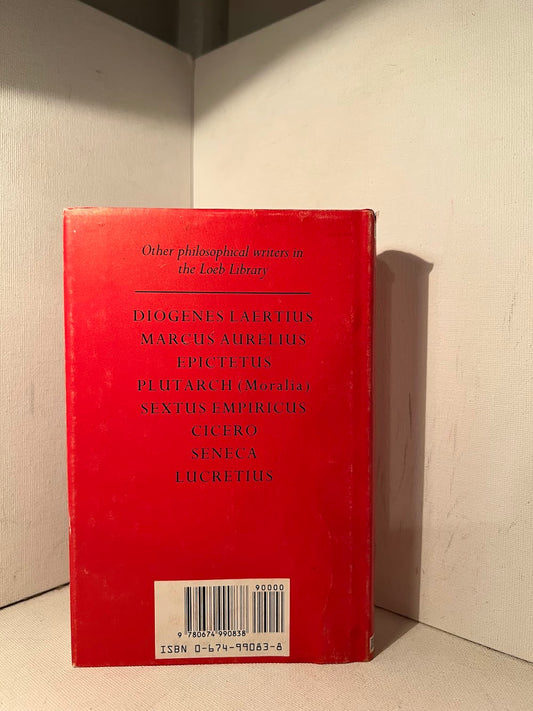 Other philosophical writers in
the Loeb Library
DIOGENES LAERTIUS
MARCUS AURELIUS
EPICTETUS
PLUTARCH (Moralia)
SEXTUS EMPIRICUS
CICERO
SENECA
LUCRETIUS
90000
9 780674 990838
ISBN 0-674-99083-8